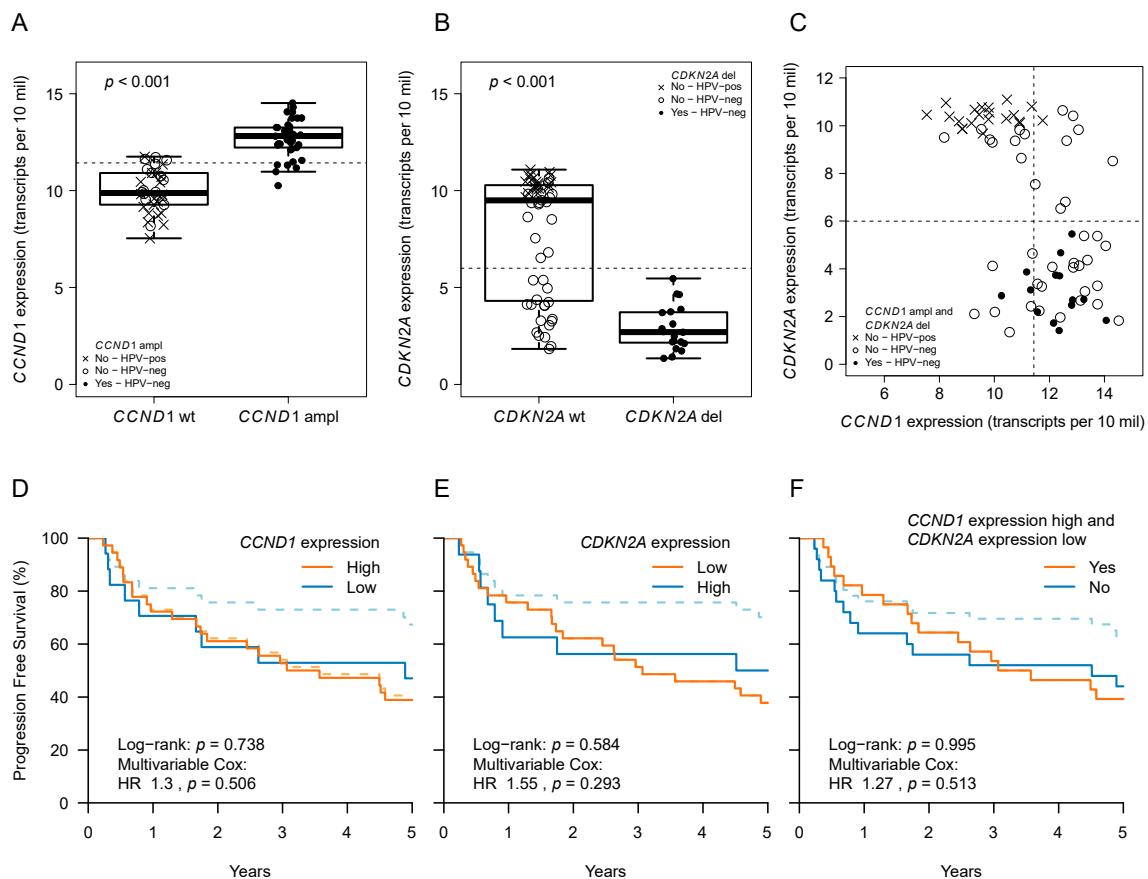 A
B
C
CCND1 expression (transcripts per 10 mil)
15
10
5
0
p < 0.001
CCND1 ampl
× No − HPV−pos
○ No − HPV−neg
• Yes − HPV−neg
CCND1 wt
CCND1 ampl
CDKN2A expression (transcripts per 10 mil)
15
10
5
0
p < 0.001
CDKN2A del
× No − HPV−pos
○ No − HPV−neg
• Yes − HPV−neg
CDKN2A wt
CDKN2A del
CDKN2A expression (transcripts per 10 mil)
12
10
8
6
4
2
0
CCND1 ampl and
CDKN2A del
× No − HPV−pos
○ No − HPV−neg
• Yes − HPV−neg
6 8 10 12 14
CCND1 expression (transcripts per 10 mil)
D
E
F
Progression Free Survival (%)
100
80
60
40
20
0
CCND1 expression
High
Low
Log−rank: p = 0.738
Multivariable Cox:
HR 1.3 , p = 0.506
0 1 2 3 4 5
Years
CDKN2A expression
Low
High
Log−rank: p = 0.584
Multivariable Cox:
HR 1.55 , p = 0.293
0 1 2 3 4 5
Years
CCND1 expression high and
CDKN2A expression low
Yes
No
Log−rank: p = 0.995
Multivariable Cox:
HR 1.27 , p = 0.513
0 1 2 3 4 5
Years